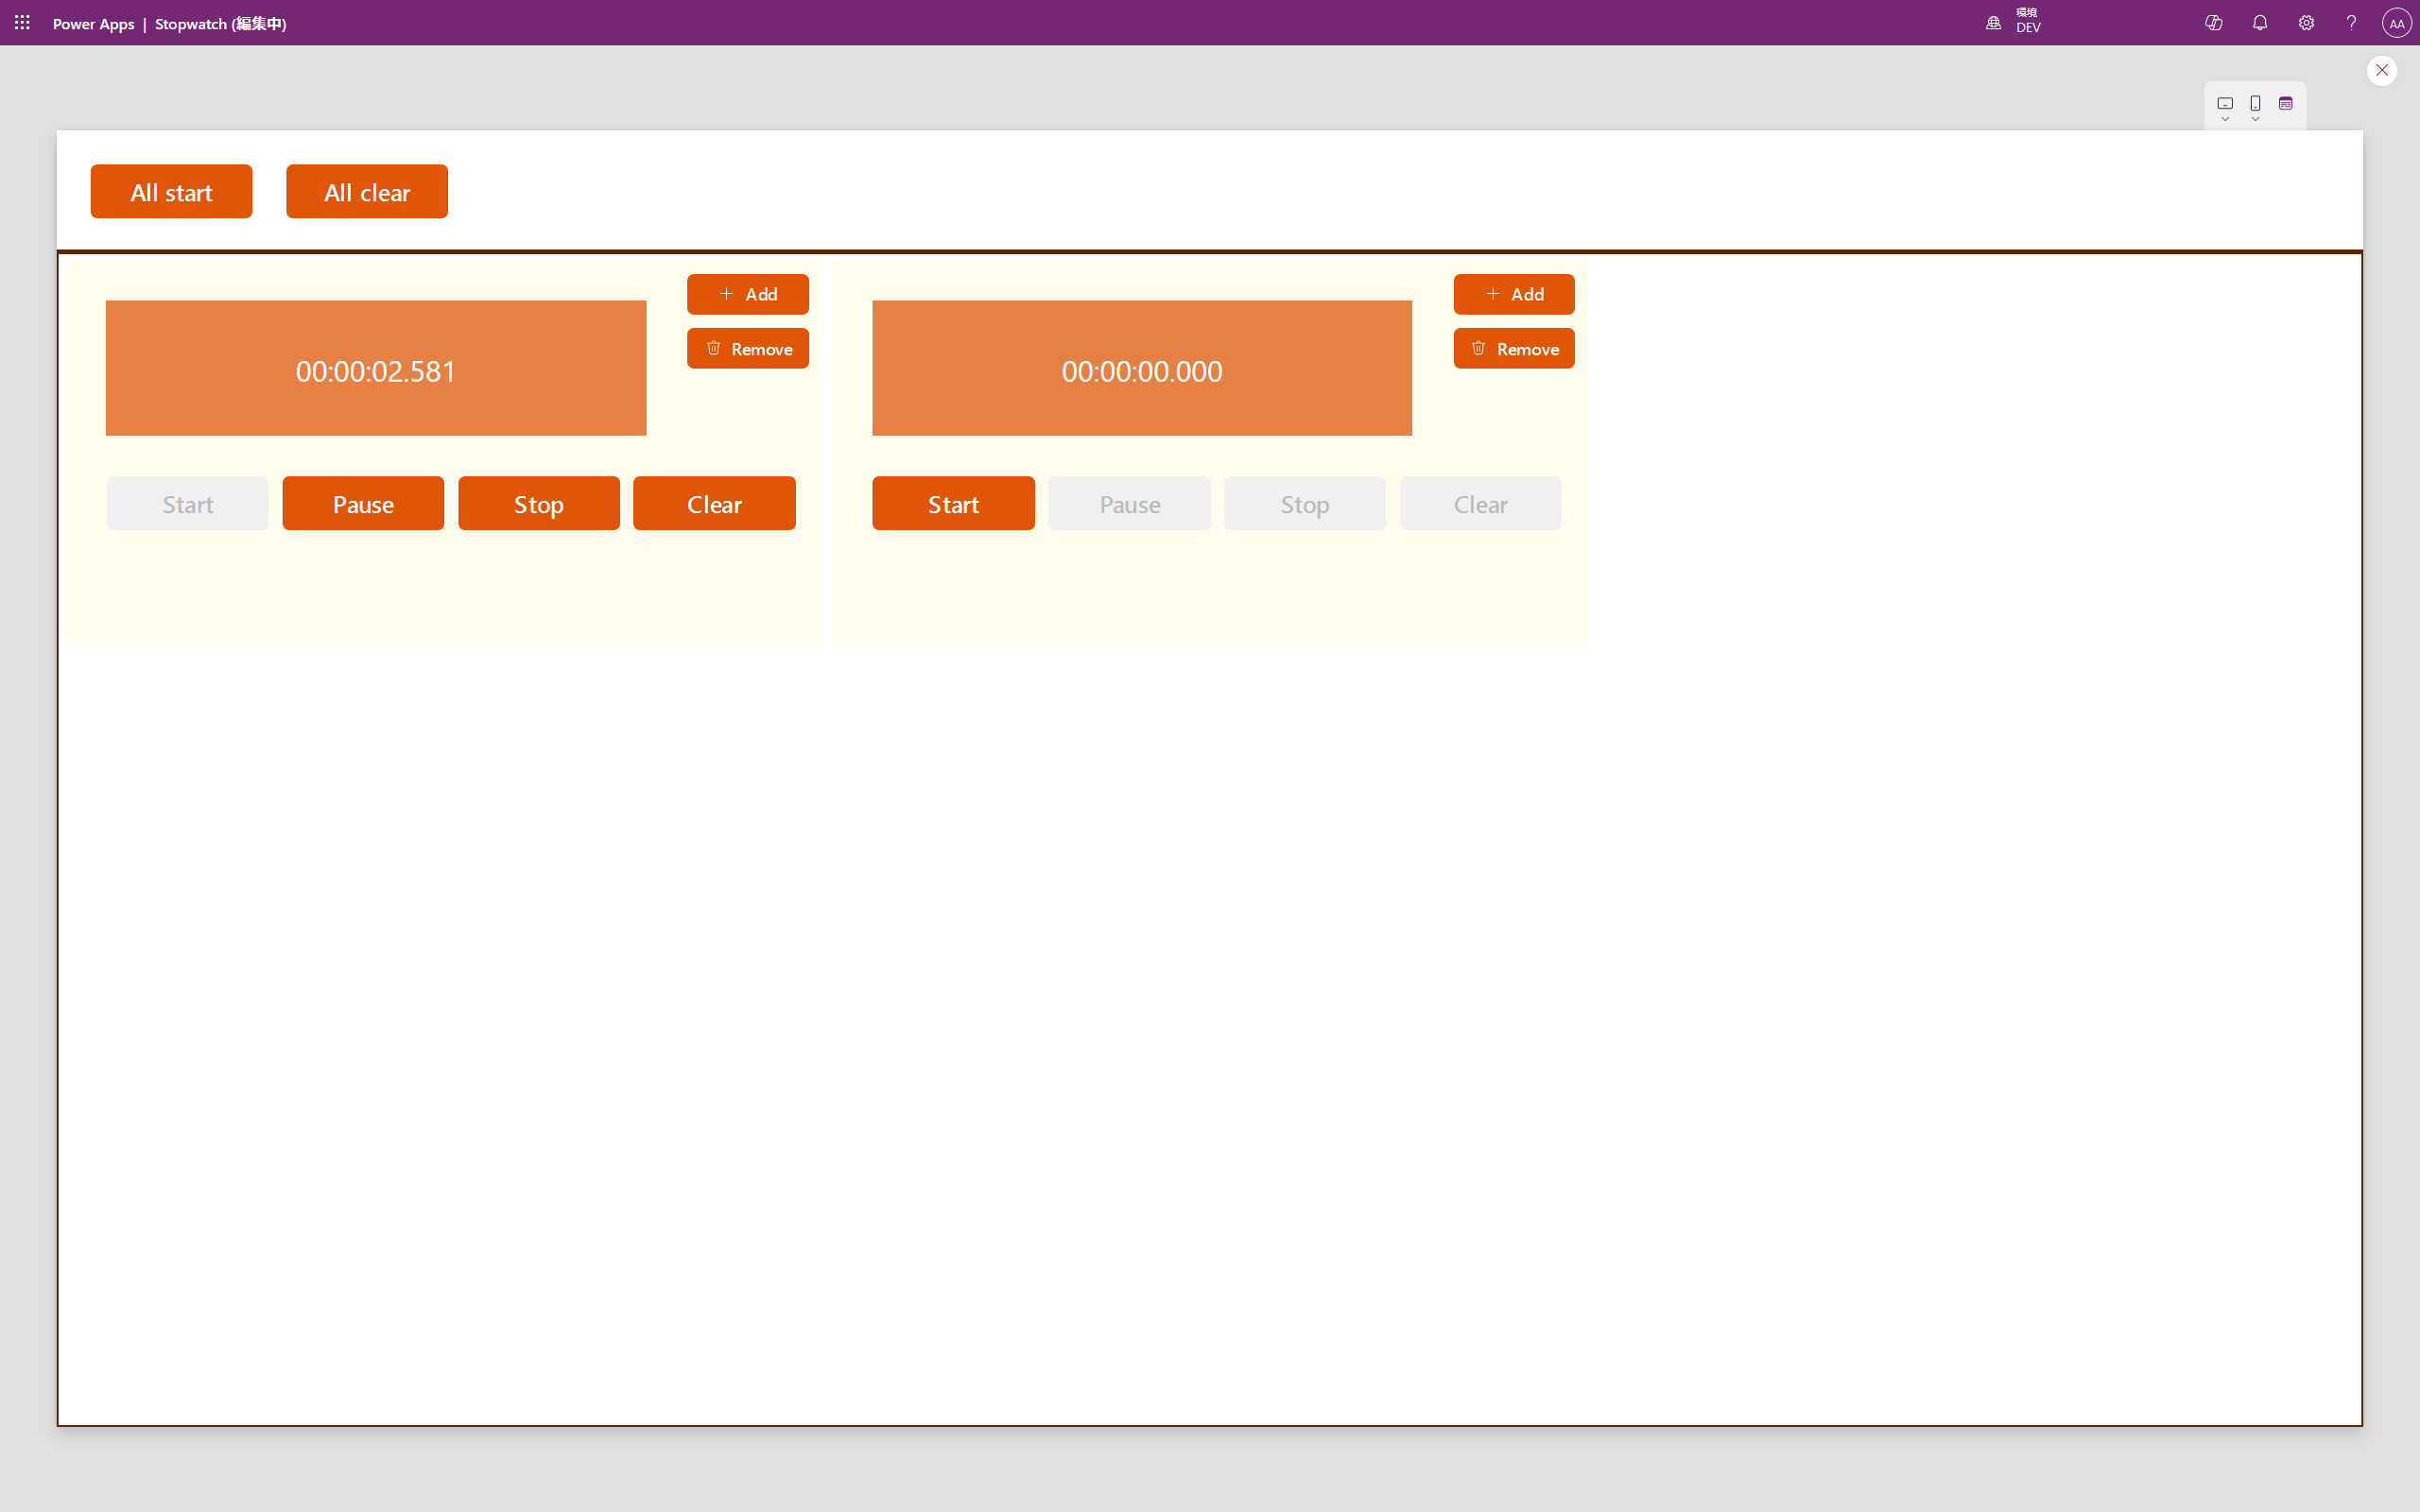 Power Apps | Stopwatch (編集中)
環境
DEV
AA
All start
All clear
Add
Remove
00:00:02.581
Start
Pause
Stop
Clear
Add
Remove
00:00:00.000
Start
Pause
Stop
Clear